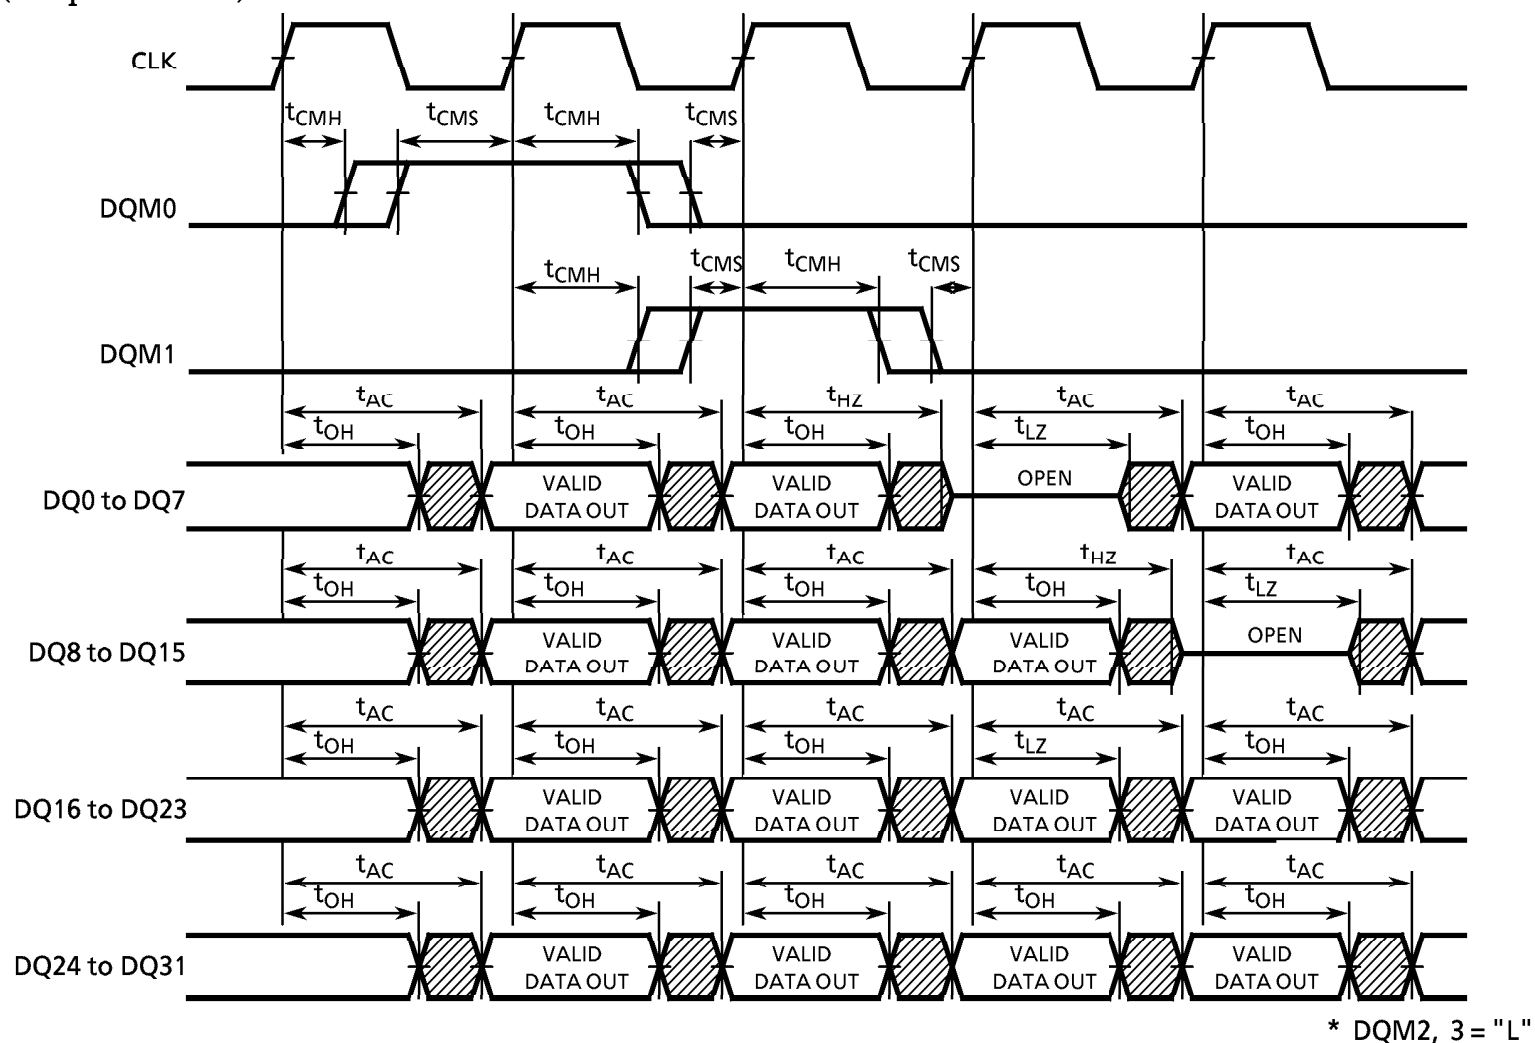 CLK
tCMH tCMS tCMH tCMS
DQM0
tCMH tCMS tCMH tCMS
DQM1
tAC tAC tHZ tAC tAC
tOH tOH tOH tLZ tOH
DQ0 to DQ7 VALID DATA OUT VALID DATA OUT OPEN VALID DATA OUT
tAC tAC tAC tHZ tAC
tOH tOH tOH tOH tLZ
DQ8 to DQ15 VALID DATA OUT VALID DATA OUT VALID DATA OUT OPEN
tAC tAC tAC tAC tAC
tOH tOH tOH tLZ tOH
DQ16 to DQ23 VALID DATA OUT VALID DATA OUT VALID DATA OUT VALID DATA OUT
tAC tAC tAC tAC tAC
tOH tOH tOH tOH tOH
DQ24 to DQ31 VALID DATA OUT VALID DATA OUT VALID DATA OUT VALID DATA OUT
* DQM2, 3 = "L"